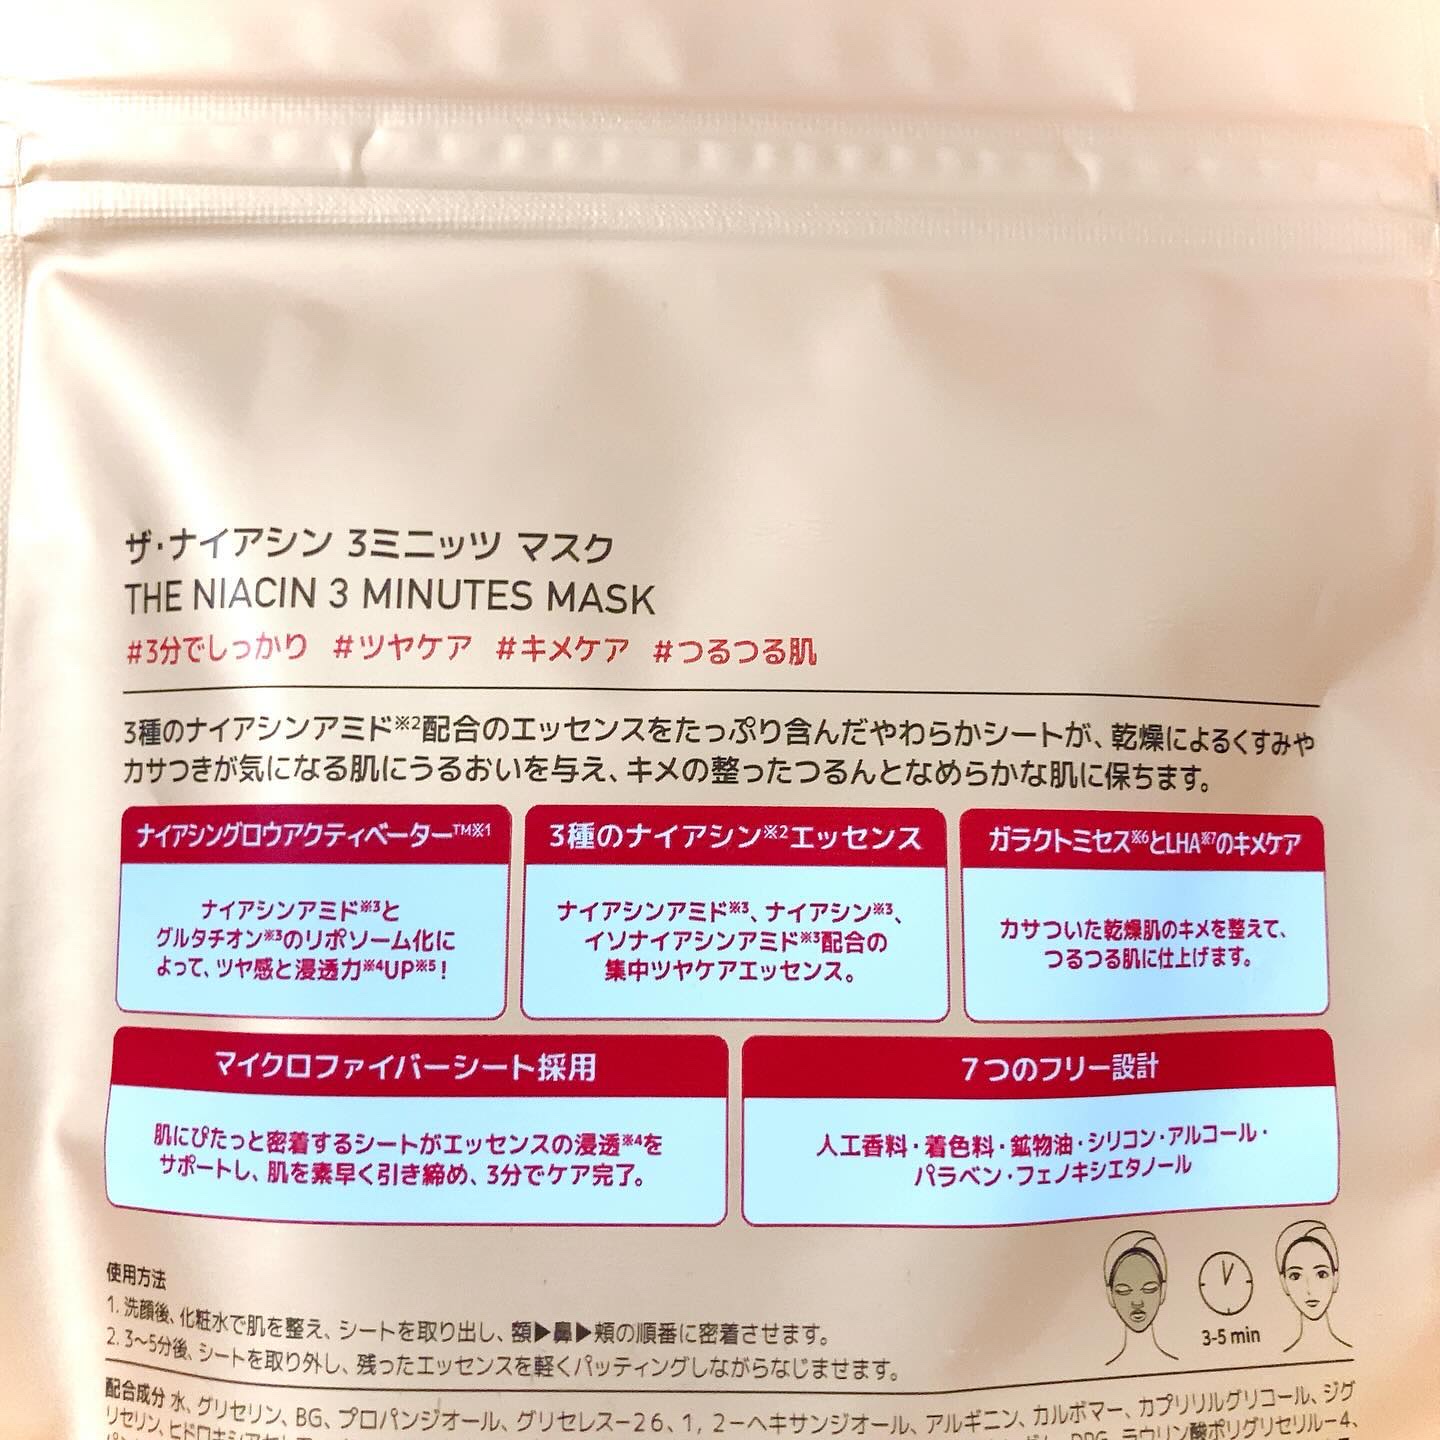 ザ・ナイアシン 3ミニッツ マスク
THE NIACIN 3 MINUTES MASK
#3分でしっかり #ツヤケア #キメケア #つるつる肌
3種のナイアシンアミド※2配合のエッセンスをたっぷり含んだやわらかシートが、乾燥によるくすみや
カサつきが気になる肌にうるおいを与え、キメの整ったつるんとなめらかな肌に保ちます。
ナイアシングロウアクティベーター™※1
ナイアシンアミド※3と
グルタチオン※3のリポソーム化に
よって、ツヤ感と浸透力※4UP※5！
3種のナイアシン※2エッセンス
ナイアシンアミド※3、ナイアシン※3、
イソナイアシンアミド※3配合の
集中ツヤケアエッセンス。
ガラクトミセス※6とLHA※7のキメケア
カサついた乾燥肌のキメを整えて、
つるつる肌に仕上げます。
マイクロファイバーシート採用
肌にぴたっと密着するシートがエッセンスの浸透※4を
サポートし、肌を素早く引き締め、3分でケア完了。
7つのフリー設計
人工香料・着色料・鉱物油・シリコン・アルコール・
パラベン・フェノキシエタノール
使用方法
1. 洗顔後、化粧水で肌を整え、シートを取り出し、額▶鼻▶頬の順番に密着させます。
2. 3〜5分後、シートを取り外し、残ったエッセンスを軽くパッティングしながらなじませます。
3-5 min
配合成分 水、グリセリン、BG、プロパンジオール、グリセレス-26、1,2-ヘキサンジオール、アルギニン、カルボマー、カプリリルグリコール、ジグ
リセリン、DPG、ラウリン酸ポリグリセリル-4、